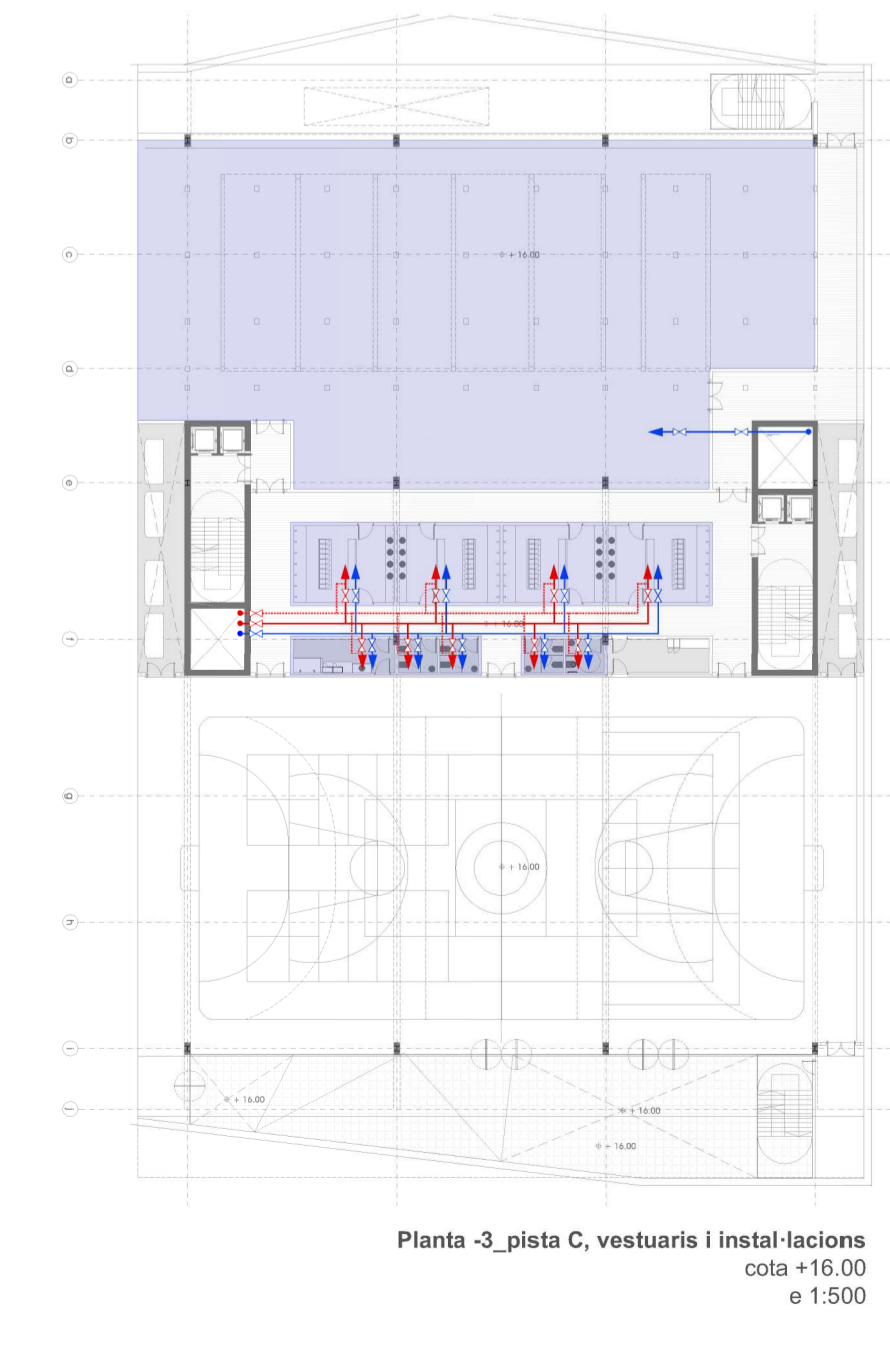 a
b
c
+ 16.00
d
e
+ 16.00
f
g
+ 16.00
h
i
+ 16.00
j
+ 16.00
+ 16.00
Planta -3_pista C, vestuaris i instal·lacions
cota +16.00
e 1:500